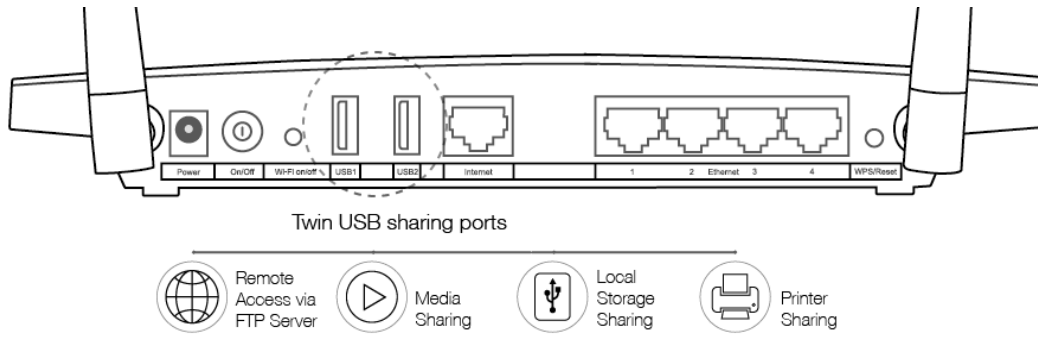 Power On/Off Wi-Fi on/off USB1 USB2 Internet 1 2 Ethernet 3 4 WPS/Reset
Twin USB sharing ports
Remote
Access via
FTP Server
Media
Sharing
Local
Storage
Sharing
Printer
Sharing